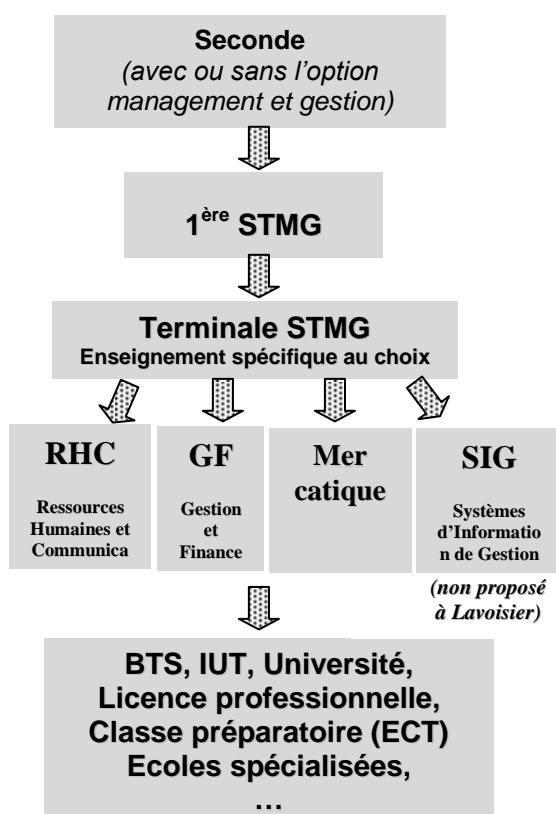 Seconde
(avec ou sans l'option
management et gestion)
1ère STMG
Terminale STMG
Enseignement spécifique au choix
RHC
Ressources
Humaines et
Communica
GF
Gestion
et
Finance
Mer
catique
SIG
Systèmes
d'Informatio
n de Gestion
(non proposé
à Lavoisier)
BTS, IUT, Université,
Licence professionnelle,
Classe préparatoire (ECT)
Ecoles spécialisées,
…